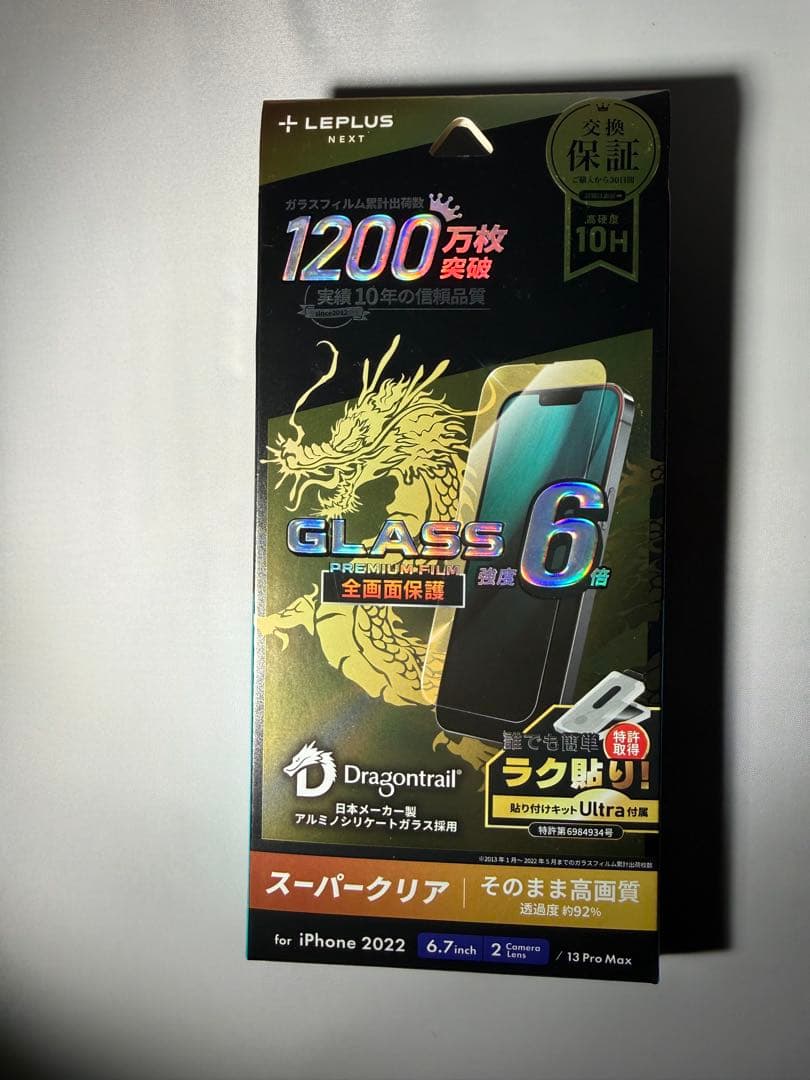 LEPLUS
NEXT
交換
保証
ご購入から30日間
高硬度
10H
ガラスフィルム累計出荷数
1200万枚
突破
実績10年の信頼品質
since2012
GLASS
PREMIUM FILM
全画面保護
強度6倍
誰でも簡単
特許
取得
ラク貼り!
貼り付けキットUltra付属
特許第6984934号
Dragontrail®
日本メーカー製
アルミノシリケートガラス採用
※2013年1月〜2022年5月までのガラスフィルム累計出荷枚数
スーパークリア
そのまま高画質
透過度 約92%
for iPhone 2022 6.7inch 2 Camera Lens / 13 Pro Max